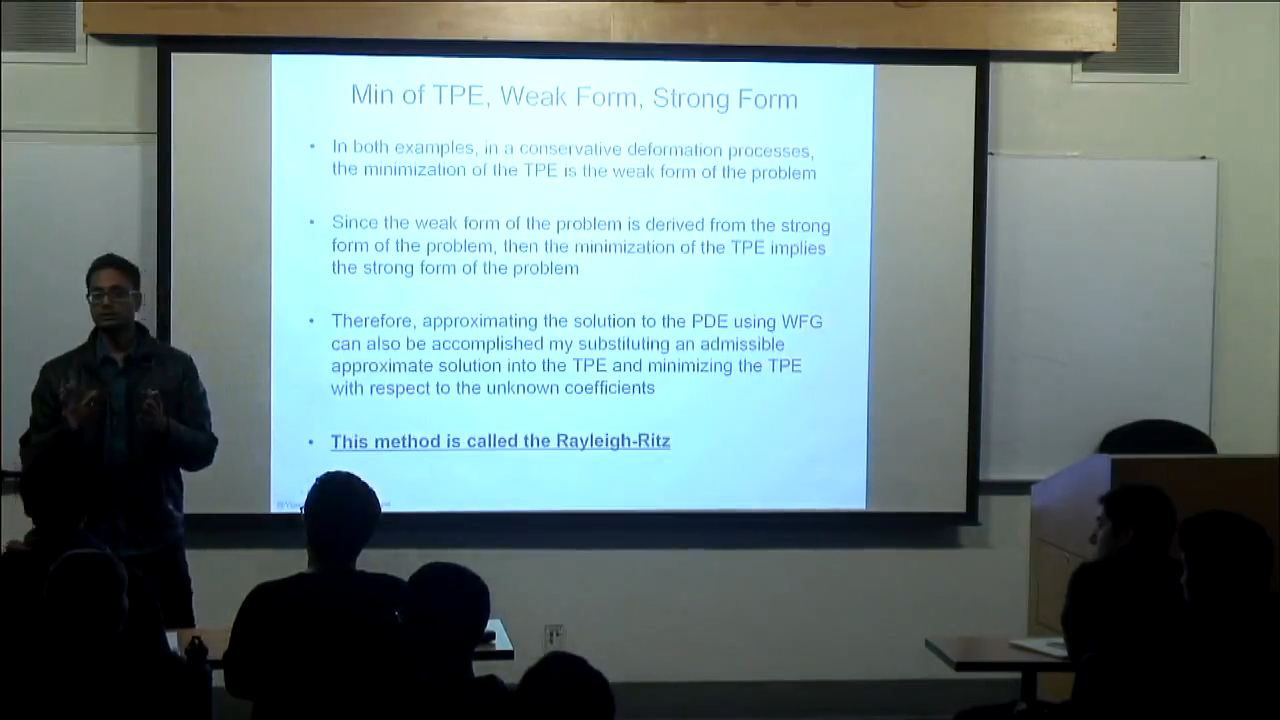 Min of TPE, Weak Form, Strong Form
• In both examples, in a conservative deformation processes,
the minimization of the TPE is the weak form of the problem
• Since the weak form of the problem is derived from the strong
form of the problem, then the minimization of the TPE implies
the strong form of the problem
• Therefore, approximating the solution to the PDE using WFG
can also be accomplished my substituting an admissible
approximate solution into the TPE and minimizing the TPE
with respect to the unknown coefficients
• This method is called the Rayleigh-Ritz